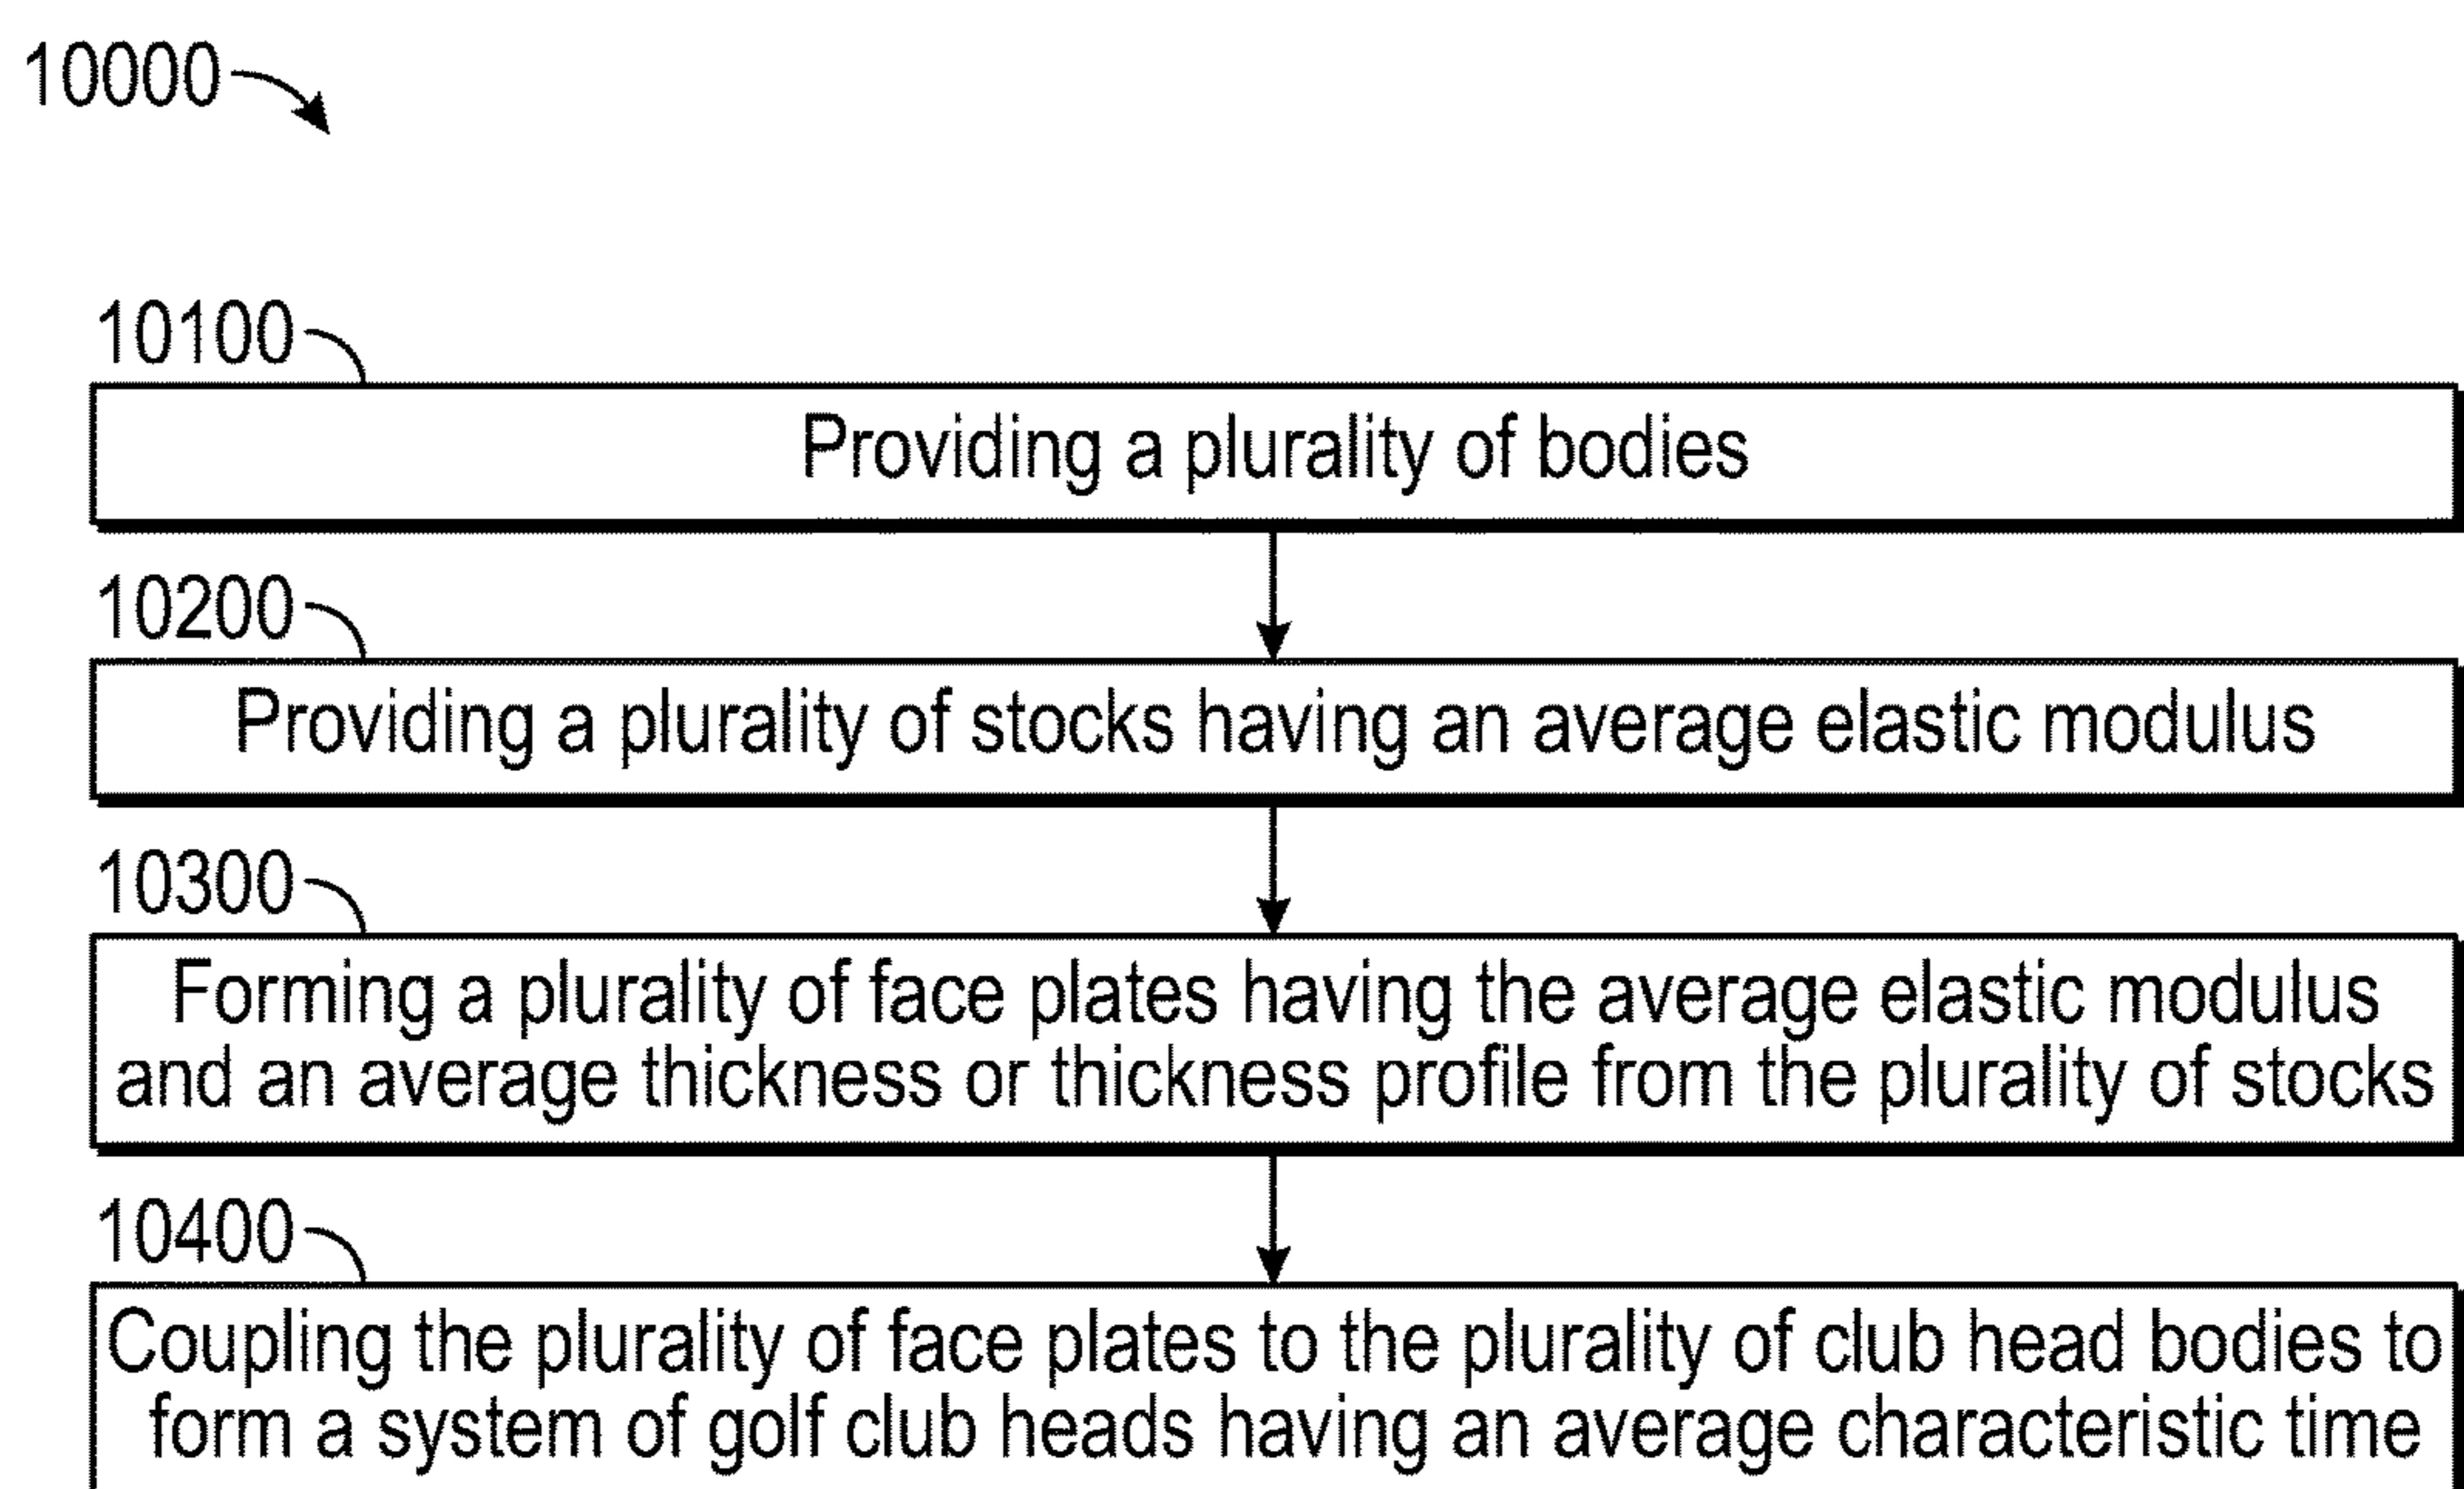 10000
10100
Providing a plurality of bodies
10200
Providing a plurality of stocks having an average elastic modulus
10300
Forming a plurality of face plates having the average elastic modulus
and an average thickness or thickness profile from the plurality of stocks
10400
Coupling the plurality of face plates to the plurality of club head bodies to
form a system of golf club heads having an average characteristic time